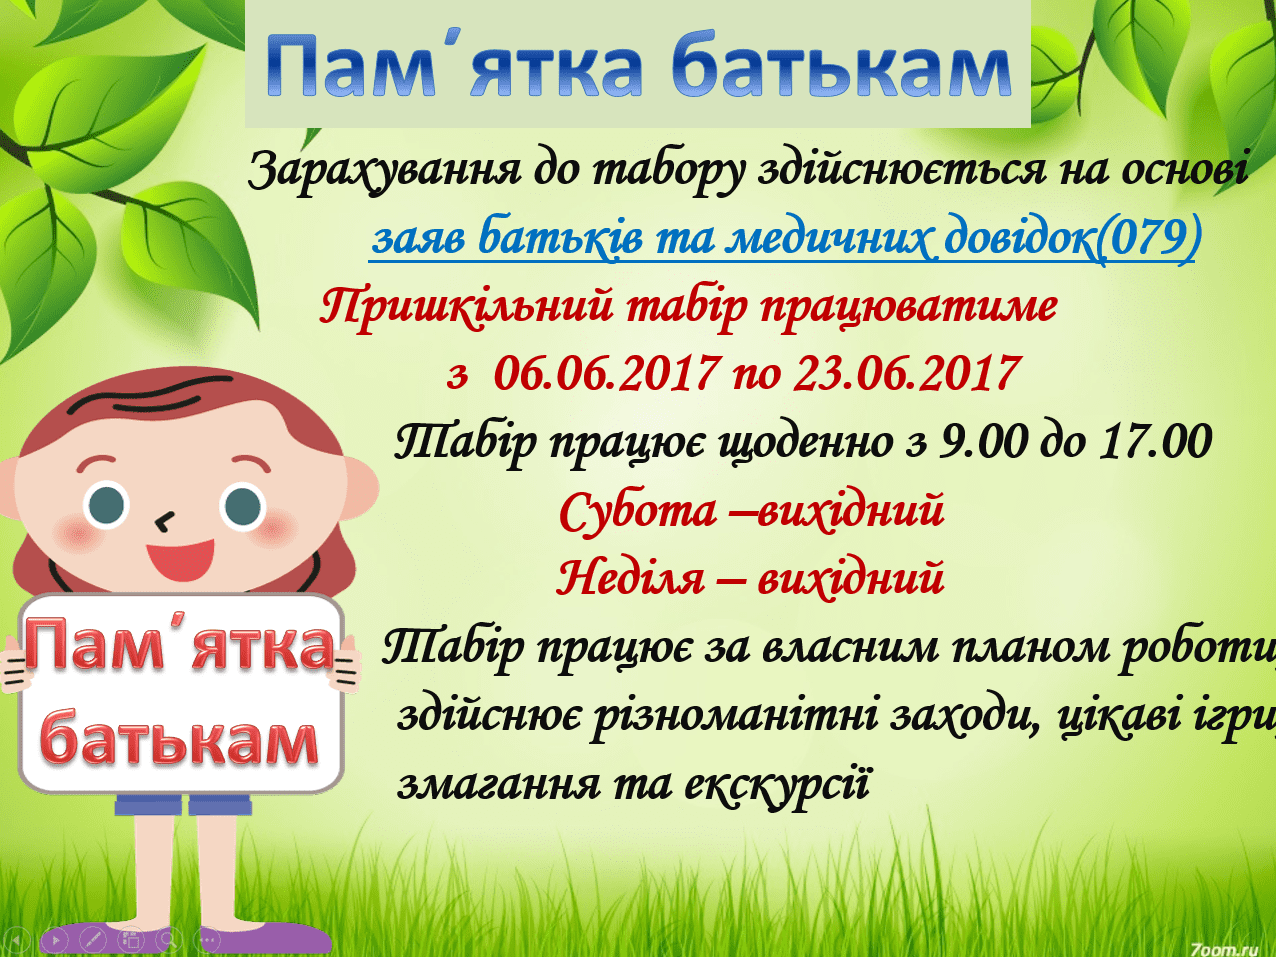 Пам´ятка батькам
Зарахування до табору здійснюється на основі
заяв батьків та медичних довідок(079)
Пришкільний табір працюватиме
з 06.06.2017 по 23.06.2017
Табір працює щоденно з 9.00 до 17.00
Субота –вихідний
Неділя – вихідний
Табір працює за власним планом роботи,
здійснює різноманітні заходи, цікаві ігри,
змагання та екскурсії
Пам´ятка
батькам
7oom.ru